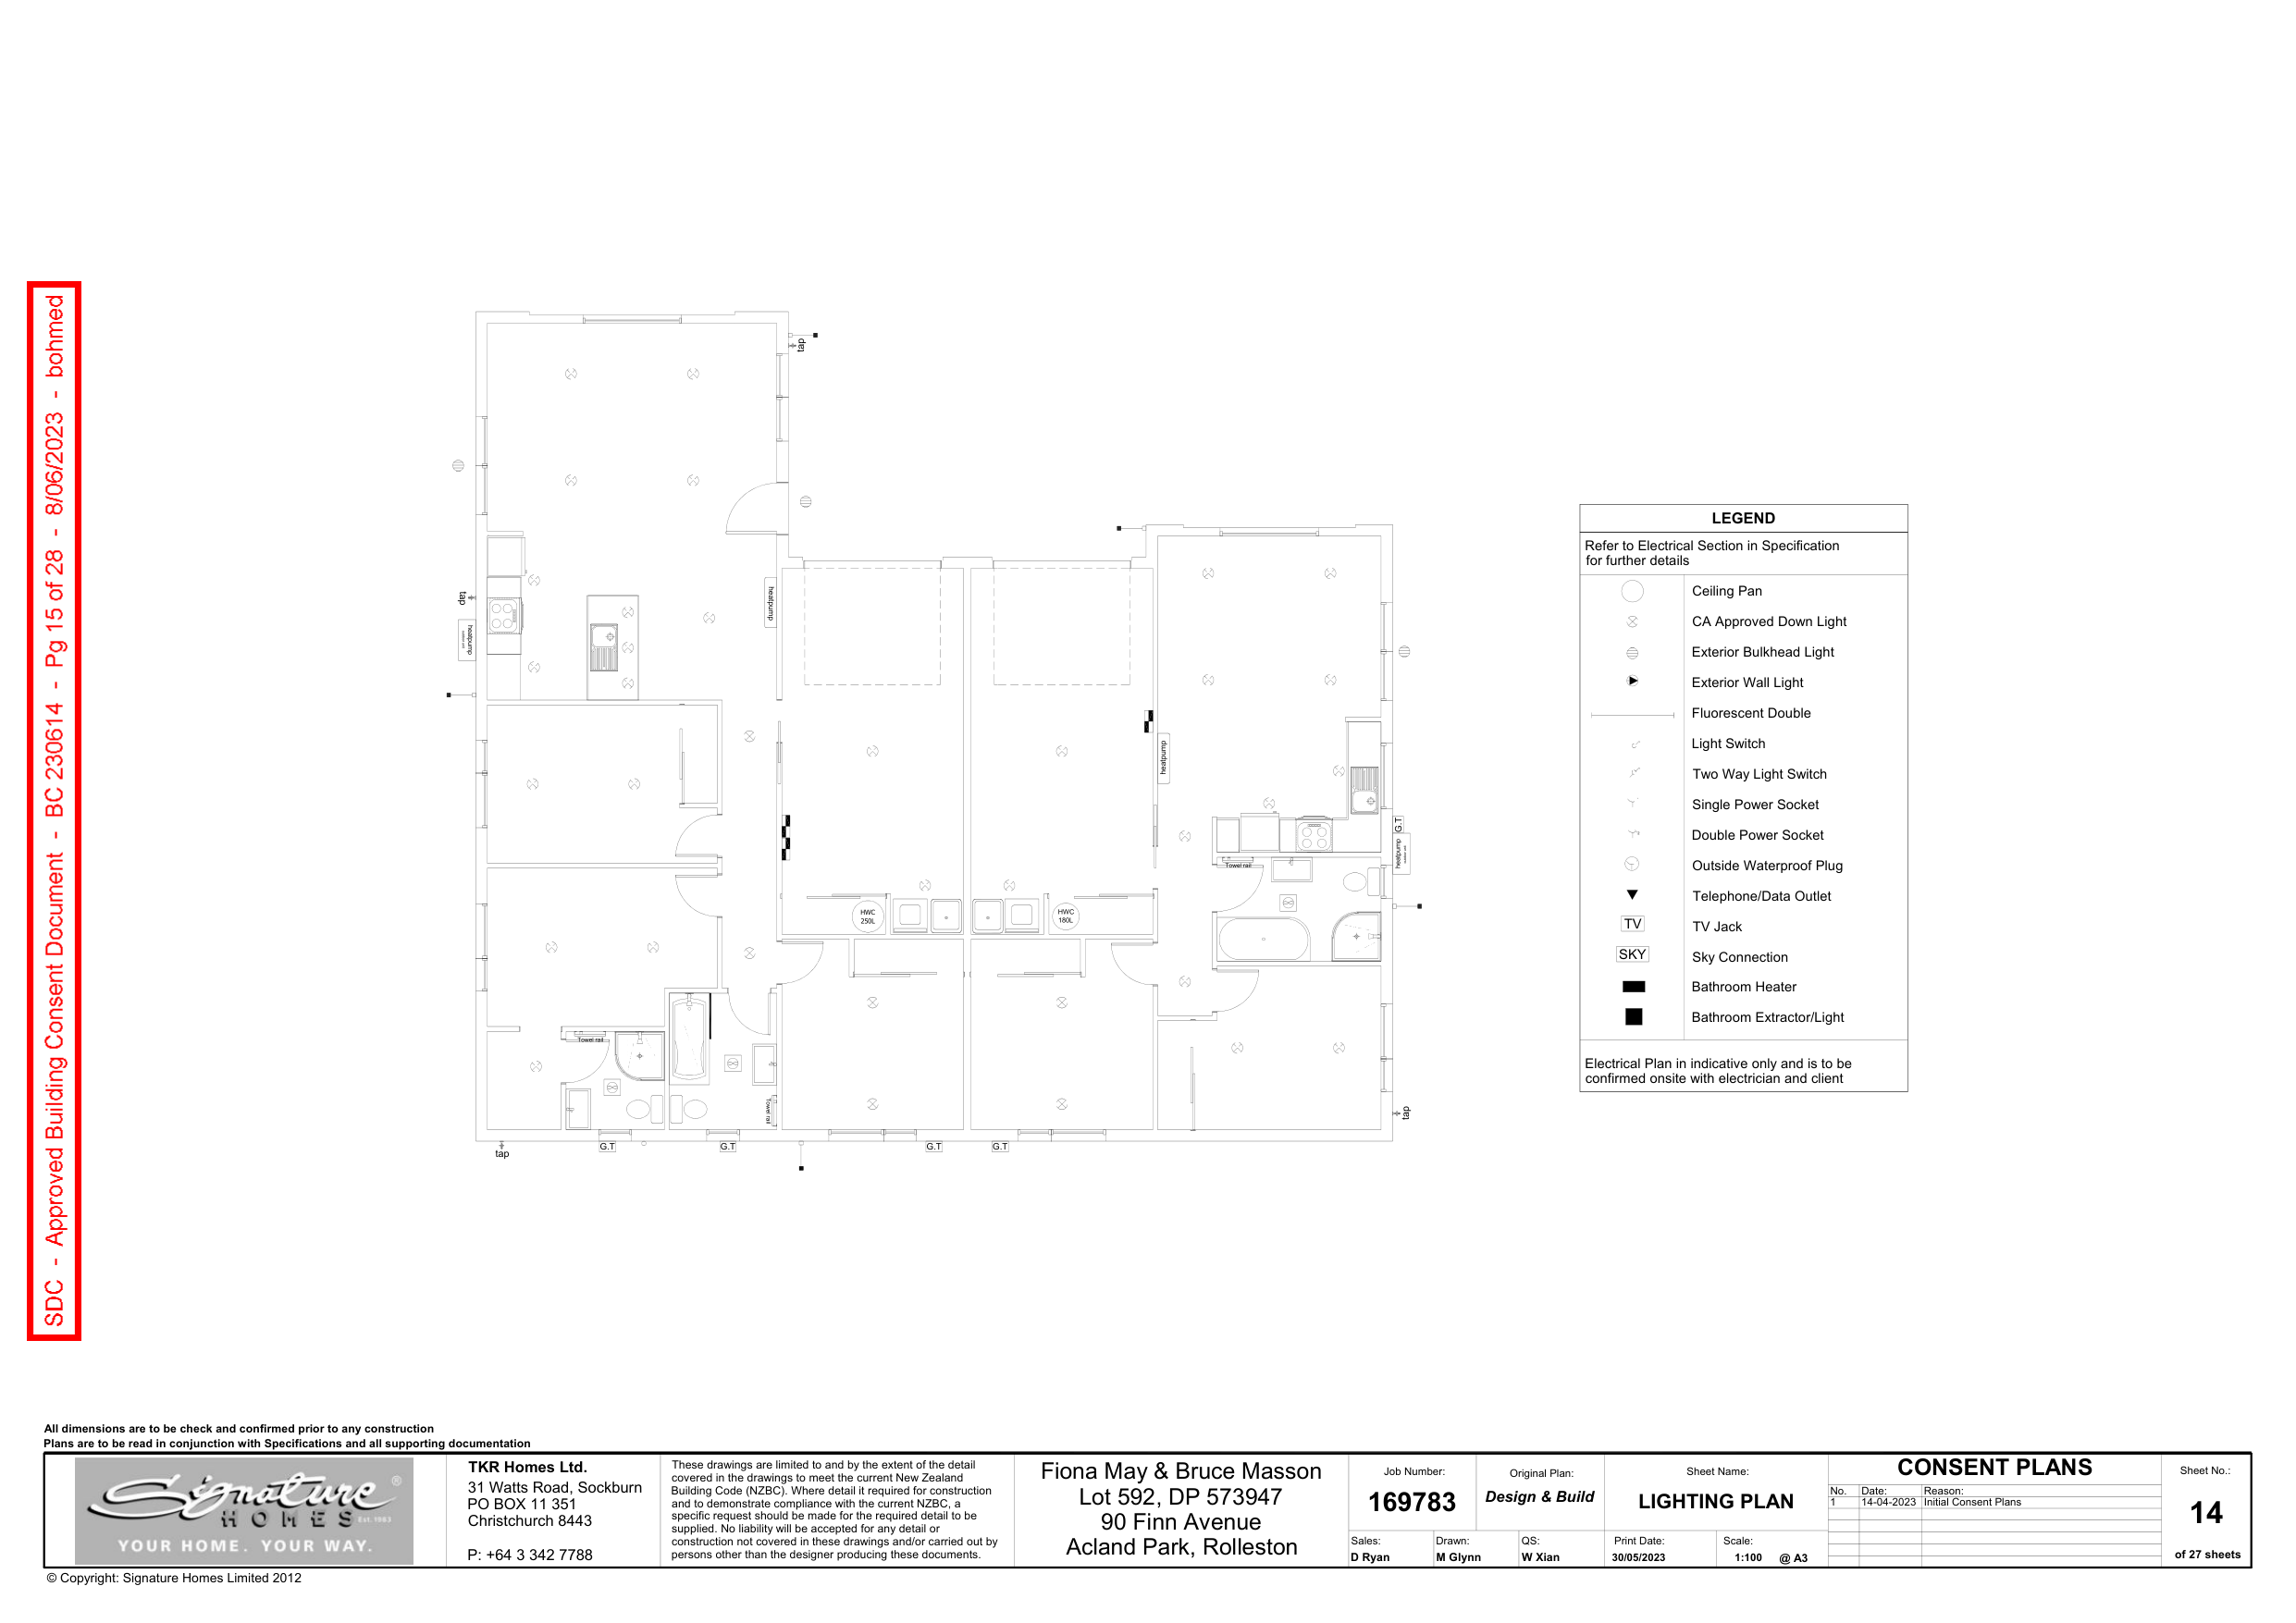 SDC - Approved Building Consent Document - BC 230614 - Pg 15 of 28 - 8/06/2023 - bohmed
tap
tap
heatpump
heatpump
heatpump
HWC
250L
HWC
180L
G.T
heatpump
Towel rail
Towel rail
Towel rail
tap
G.T
G.T
G.T
G.T
tap
LEGEND
Refer to Electrical Section in Specification
for further details
Ceiling Pan
CA Approved Down Light
Exterior Bulkhead Light
Exterior Wall Light
Fluorescent Double
Light Switch
Two Way Light Switch
Single Power Socket
Double Power Socket
Outside Waterproof Plug
Telephone/Data Outlet
TV TV Jack
SKY Sky Connection
Bathroom Heater
Bathroom Extractor/Light
Electrical Plan in indicative only and is to be
confirmed onsite with electrician and client
All dimensions are to be check and confirmed prior to any construction
Plans are to be read in conjunction with Specifications and all supporting documentation
Signature ®
HOMES Est. 1983
YOUR HOME. YOUR WAY.
TKR Homes Ltd.
31 Watts Road, Sockburn
PO BOX 11 351
Christchurch 8443
P: +64 3 342 7788
These drawings are limited to and by the extent of the detail
covered in the drawings to meet the current New Zealand
Building Code (NZBC). Where detail it required for construction
and to demonstrate compliance with the current NZBC, a
specific request should be made for the required detail to be
supplied. No liability will be accepted for any detail or
construction not covered in these drawings and/or carried out by
persons other than the designer producing these documents.
Fiona May & Bruce Masson
Lot 592, DP 573947
90 Finn Avenue
Acland Park, Rolleston
Job Number:
169783
Original Plan:
Design & Build
Sales:
D Ryan
Drawn:
M Glynn
QS:
W Xian
Sheet Name:
LIGHTING PLAN
Print Date:
30/05/2023
Scale:
1:100 @ A3
CONSENT PLANS
No. Date: Reason:
1 14-04-2023 Initial Consent Plans
Sheet No.:
14
of 27 sheets
© Copyright: Signature Homes Limited 2012